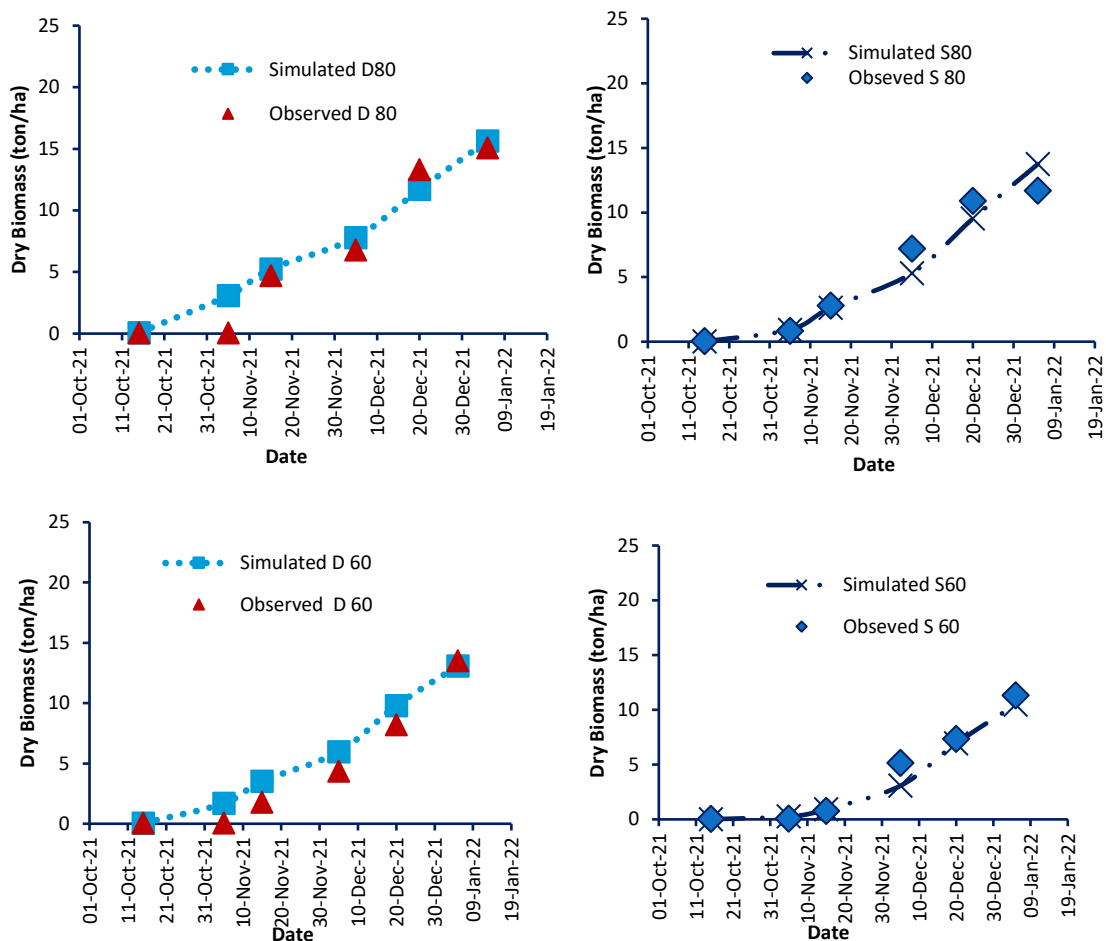 25
20
15
10
5
0
Dry Biomass (ton/ha)
Simulated D80
Observed D 80
01-Oct-21
11-Oct-21
21-Oct-21
31-Oct-21
10-Nov-21
20-Nov-21
30-Nov-21
10-Dec-21
20-Dec-21
30-Dec-21
09-Jan-22
19-Jan-22
Date
25
20
15
10
5
0
Dry Biomass (ton/ha)
Simulated S80
Obseved S 80
01-Oct-21
11-Oct-21
21-Oct-21
31-Oct-21
10-Nov-21
20-Nov-21
30-Nov-21
10-Dec-21
20-Dec-21
30-Dec-21
09-Jan-22
19-Jan-22
Date
25
20
15
10
5
0
Dry Biomass (ton/ha)
Simulated D 60
Observed D 60
01-Oct-21
11-Oct-21
21-Oct-21
31-Oct-21
10-Nov-21
20-Nov-21
30-Nov-21
10-Dec-21
20-Dec-21
30-Dec-21
09-Jan-22
19-Jan-22
Date
25
20
15
10
5
0
Dry Biomass (ton/ha)
Simulated S60
Obseved S 60
01-Oct-21
11-Oct-21
21-Oct-21
31-Oct-21
10-Nov-21
20-Nov-21
30-Nov-21
10-Dec-21
20-Dec-21
30-Dec-21
09-Jan-22
19-Jan-22
Date